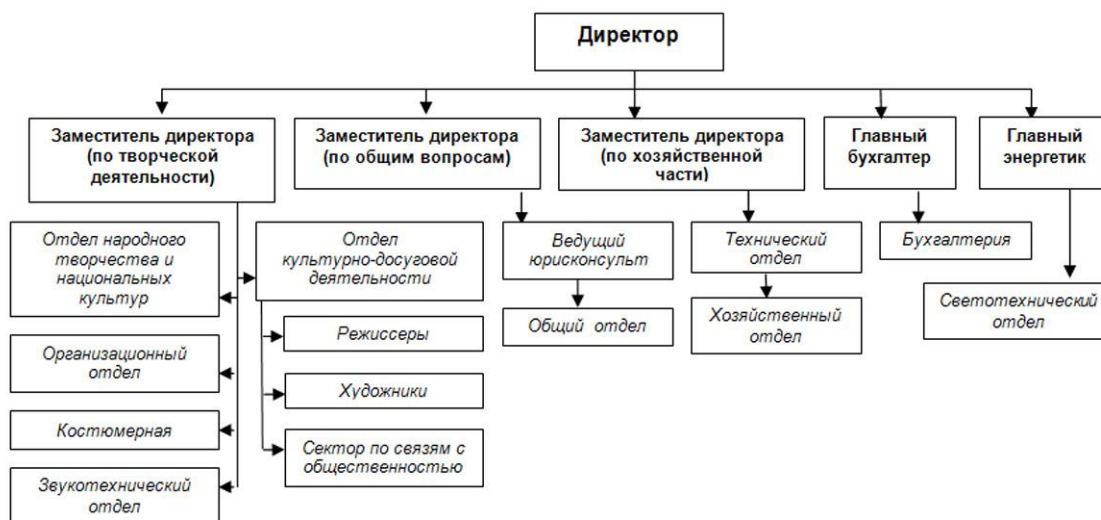 Директор
Заместитель директора
(по творческой
деятельности)
Заместитель директора
(по общим вопросам)
Заместитель директора
(по хозяйственной
части)
Главный
бухгалтер
Главный
энергетик
Отдел народного
творчества и
национальных
культур
Организационный
отдел
Костюмерная
Звукотехнический
отдел
Отдел
культурно-досуговой
деятельности
Режиссеры
Художники
Сектор по связям с
общественностью
Ведущий
юрисконсульт
Общий отдел
Технический
отдел
Хозяйственный
отдел
Бухгалтерия
Светотехнический
отдел